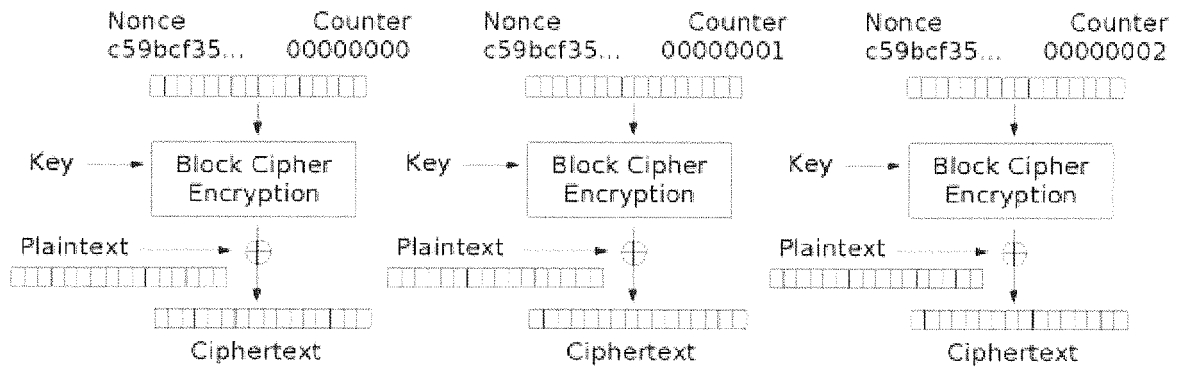 Nonce Counter Nonce Counter Nonce Counter
c59bcf35... 00000000 c59bcf35... 00000001 c59bcf35... 00000002
Key Block Cipher Encryption Key Block Cipher Encryption Key Block Cipher Encryption
Plaintext Plaintext Plaintext
Ciphertext Ciphertext Ciphertext